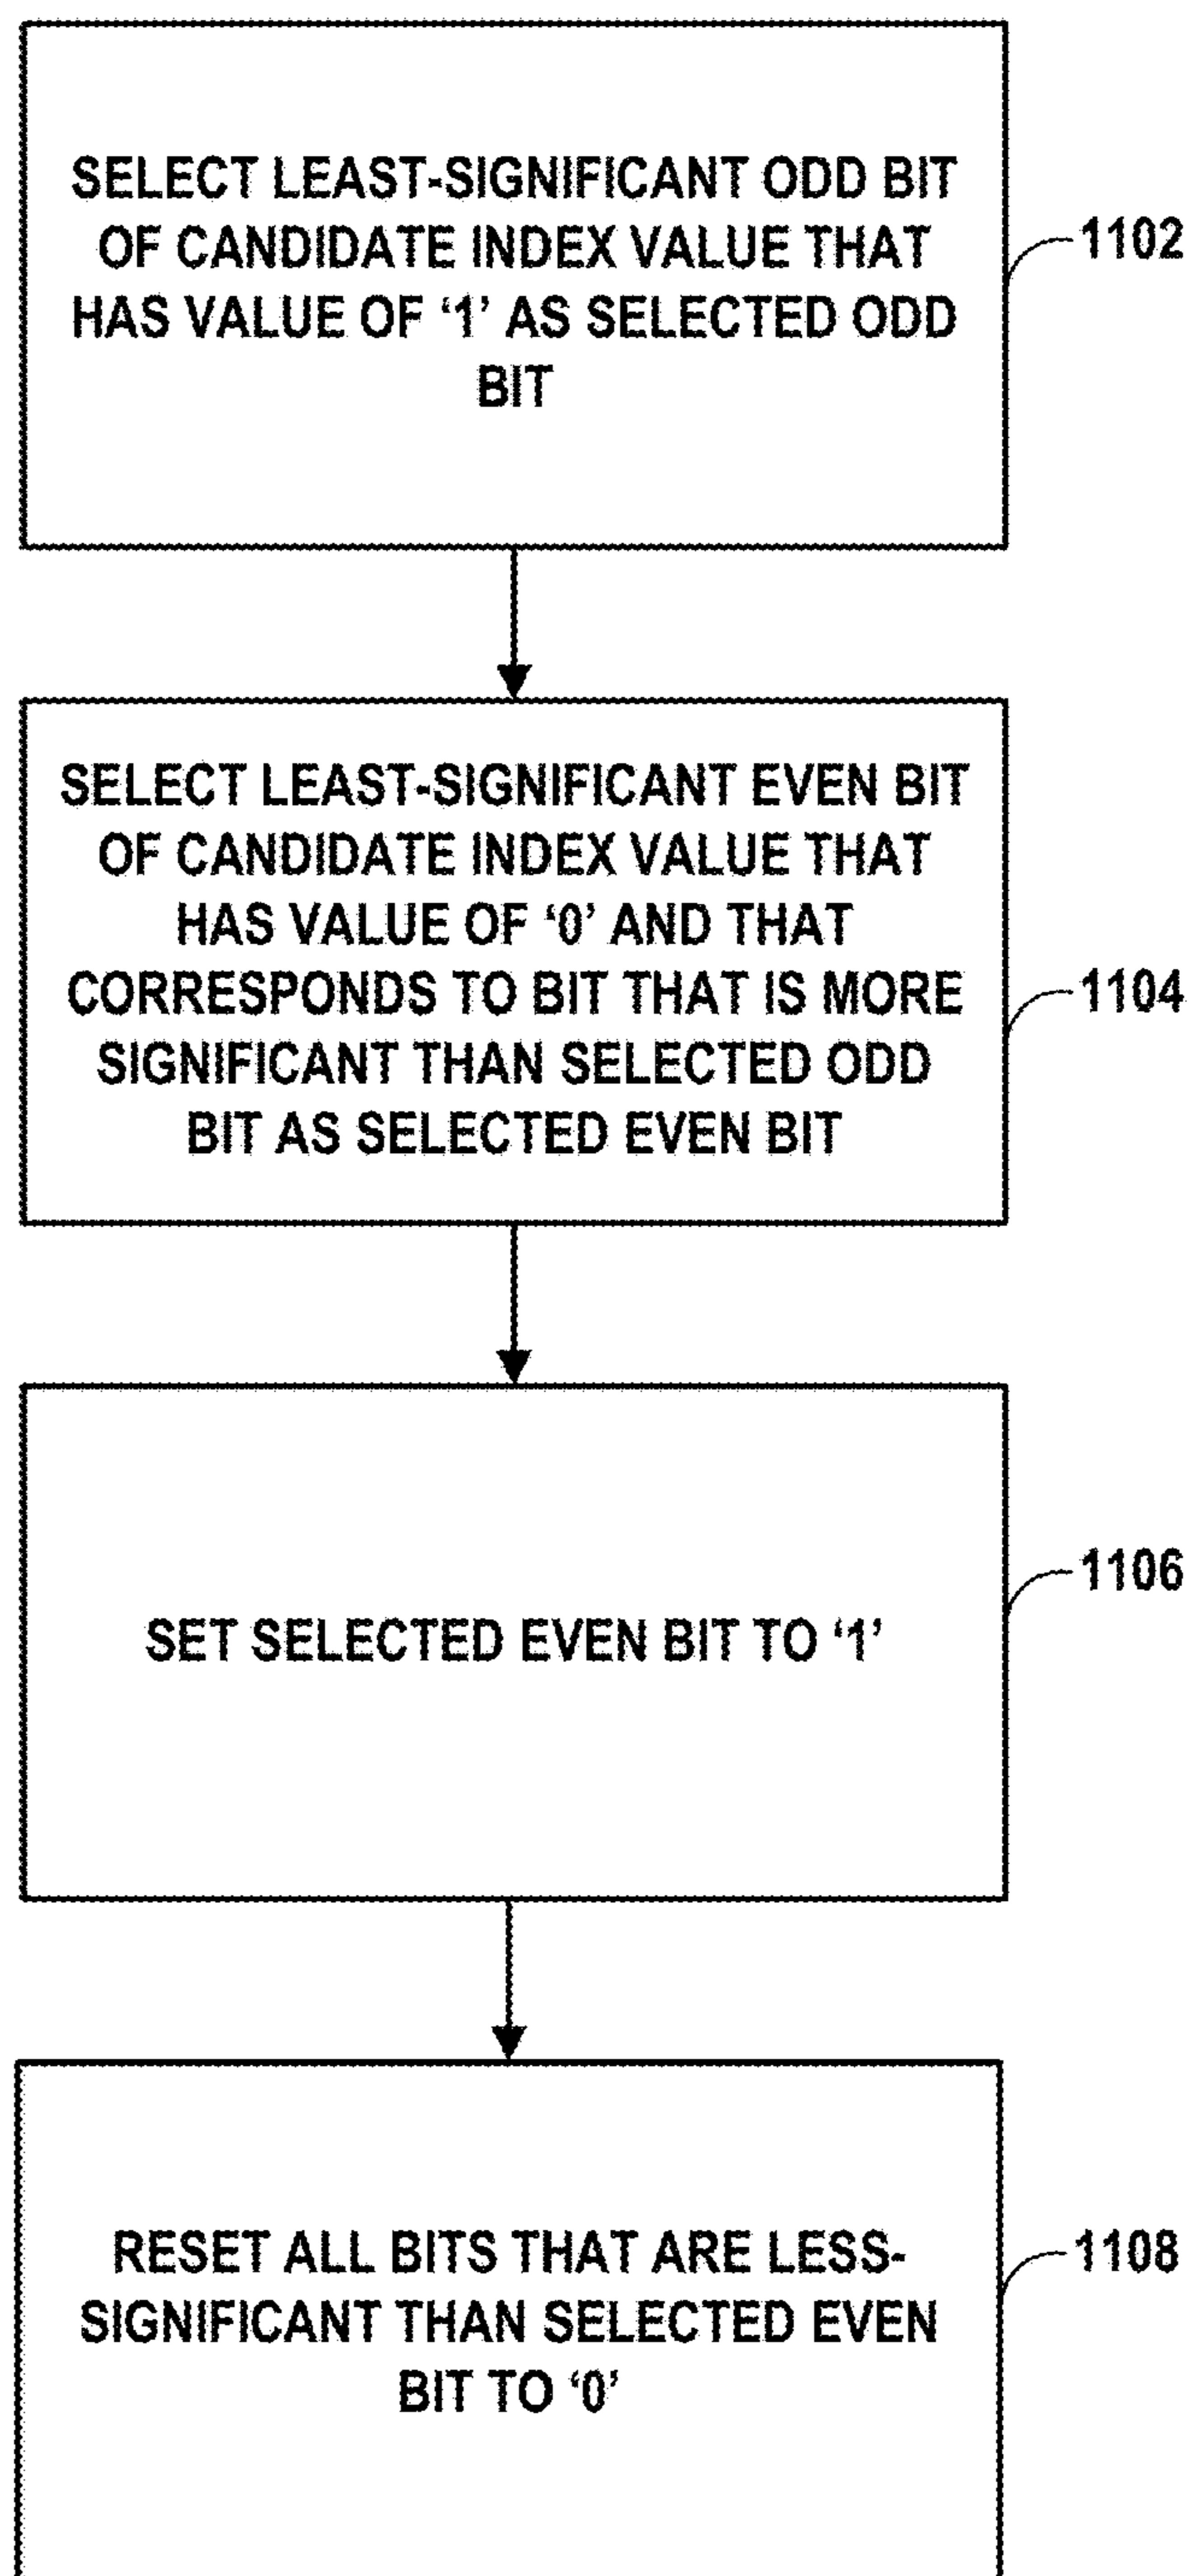 SELECT LEAST-SIGNIFICANT ODD BIT
OF CANDIDATE INDEX VALUE THAT
HAS VALUE OF ‘1’ AS SELECTED ODD
BIT
1102
SELECT LEAST-SIGNIFICANT EVEN BIT
OF CANDIDATE INDEX VALUE THAT
HAS VALUE OF ‘0’ AND THAT
CORRESPONDS TO BIT THAT IS MORE
SIGNIFICANT THAN SELECTED ODD
BIT AS SELECTED EVEN BIT
1104
SET SELECTED EVEN BIT TO ‘1’
1106
RESET ALL BITS THAT ARE LESS-
SIGNIFICANT THAN SELECTED EVEN
BIT TO ‘0’
1108